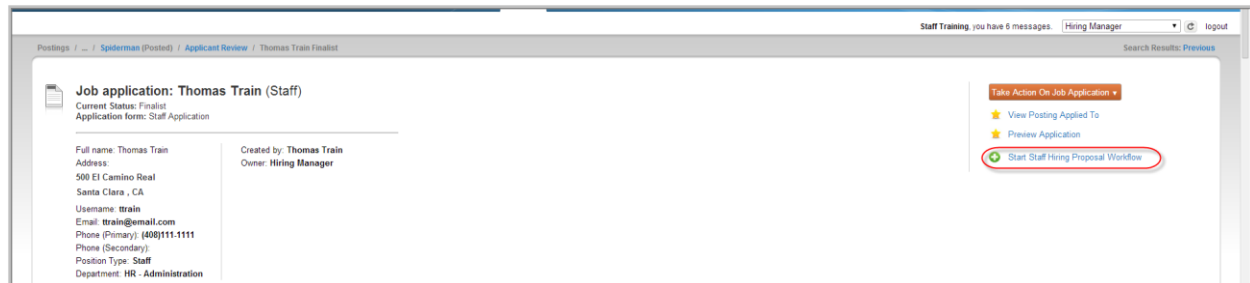 Staff Training, you have 6 messages. Hiring Manager logout
Postings / ... / Spiderman (Posted) / Applicant Review / Thomas Train Finalist Search Results: Previous
Job application: Thomas Train (Staff)
Current Status: Finalist
Application form: Staff Application
Take Action On Job Application
View Posting Applied To
Preview Application
Start Staff Hiring Proposal Workflow
Full name: Thomas Train
Address:
500 El Camino Real
Santa Clara , CA
Username: ttrain
Email: ttrain@email.com
Phone (Primary): (408)111-1111
Phone (Secondary):
Position Type: Staff
Department: HR - Administration
Created by: Thomas Train
Owner: Hiring Manager